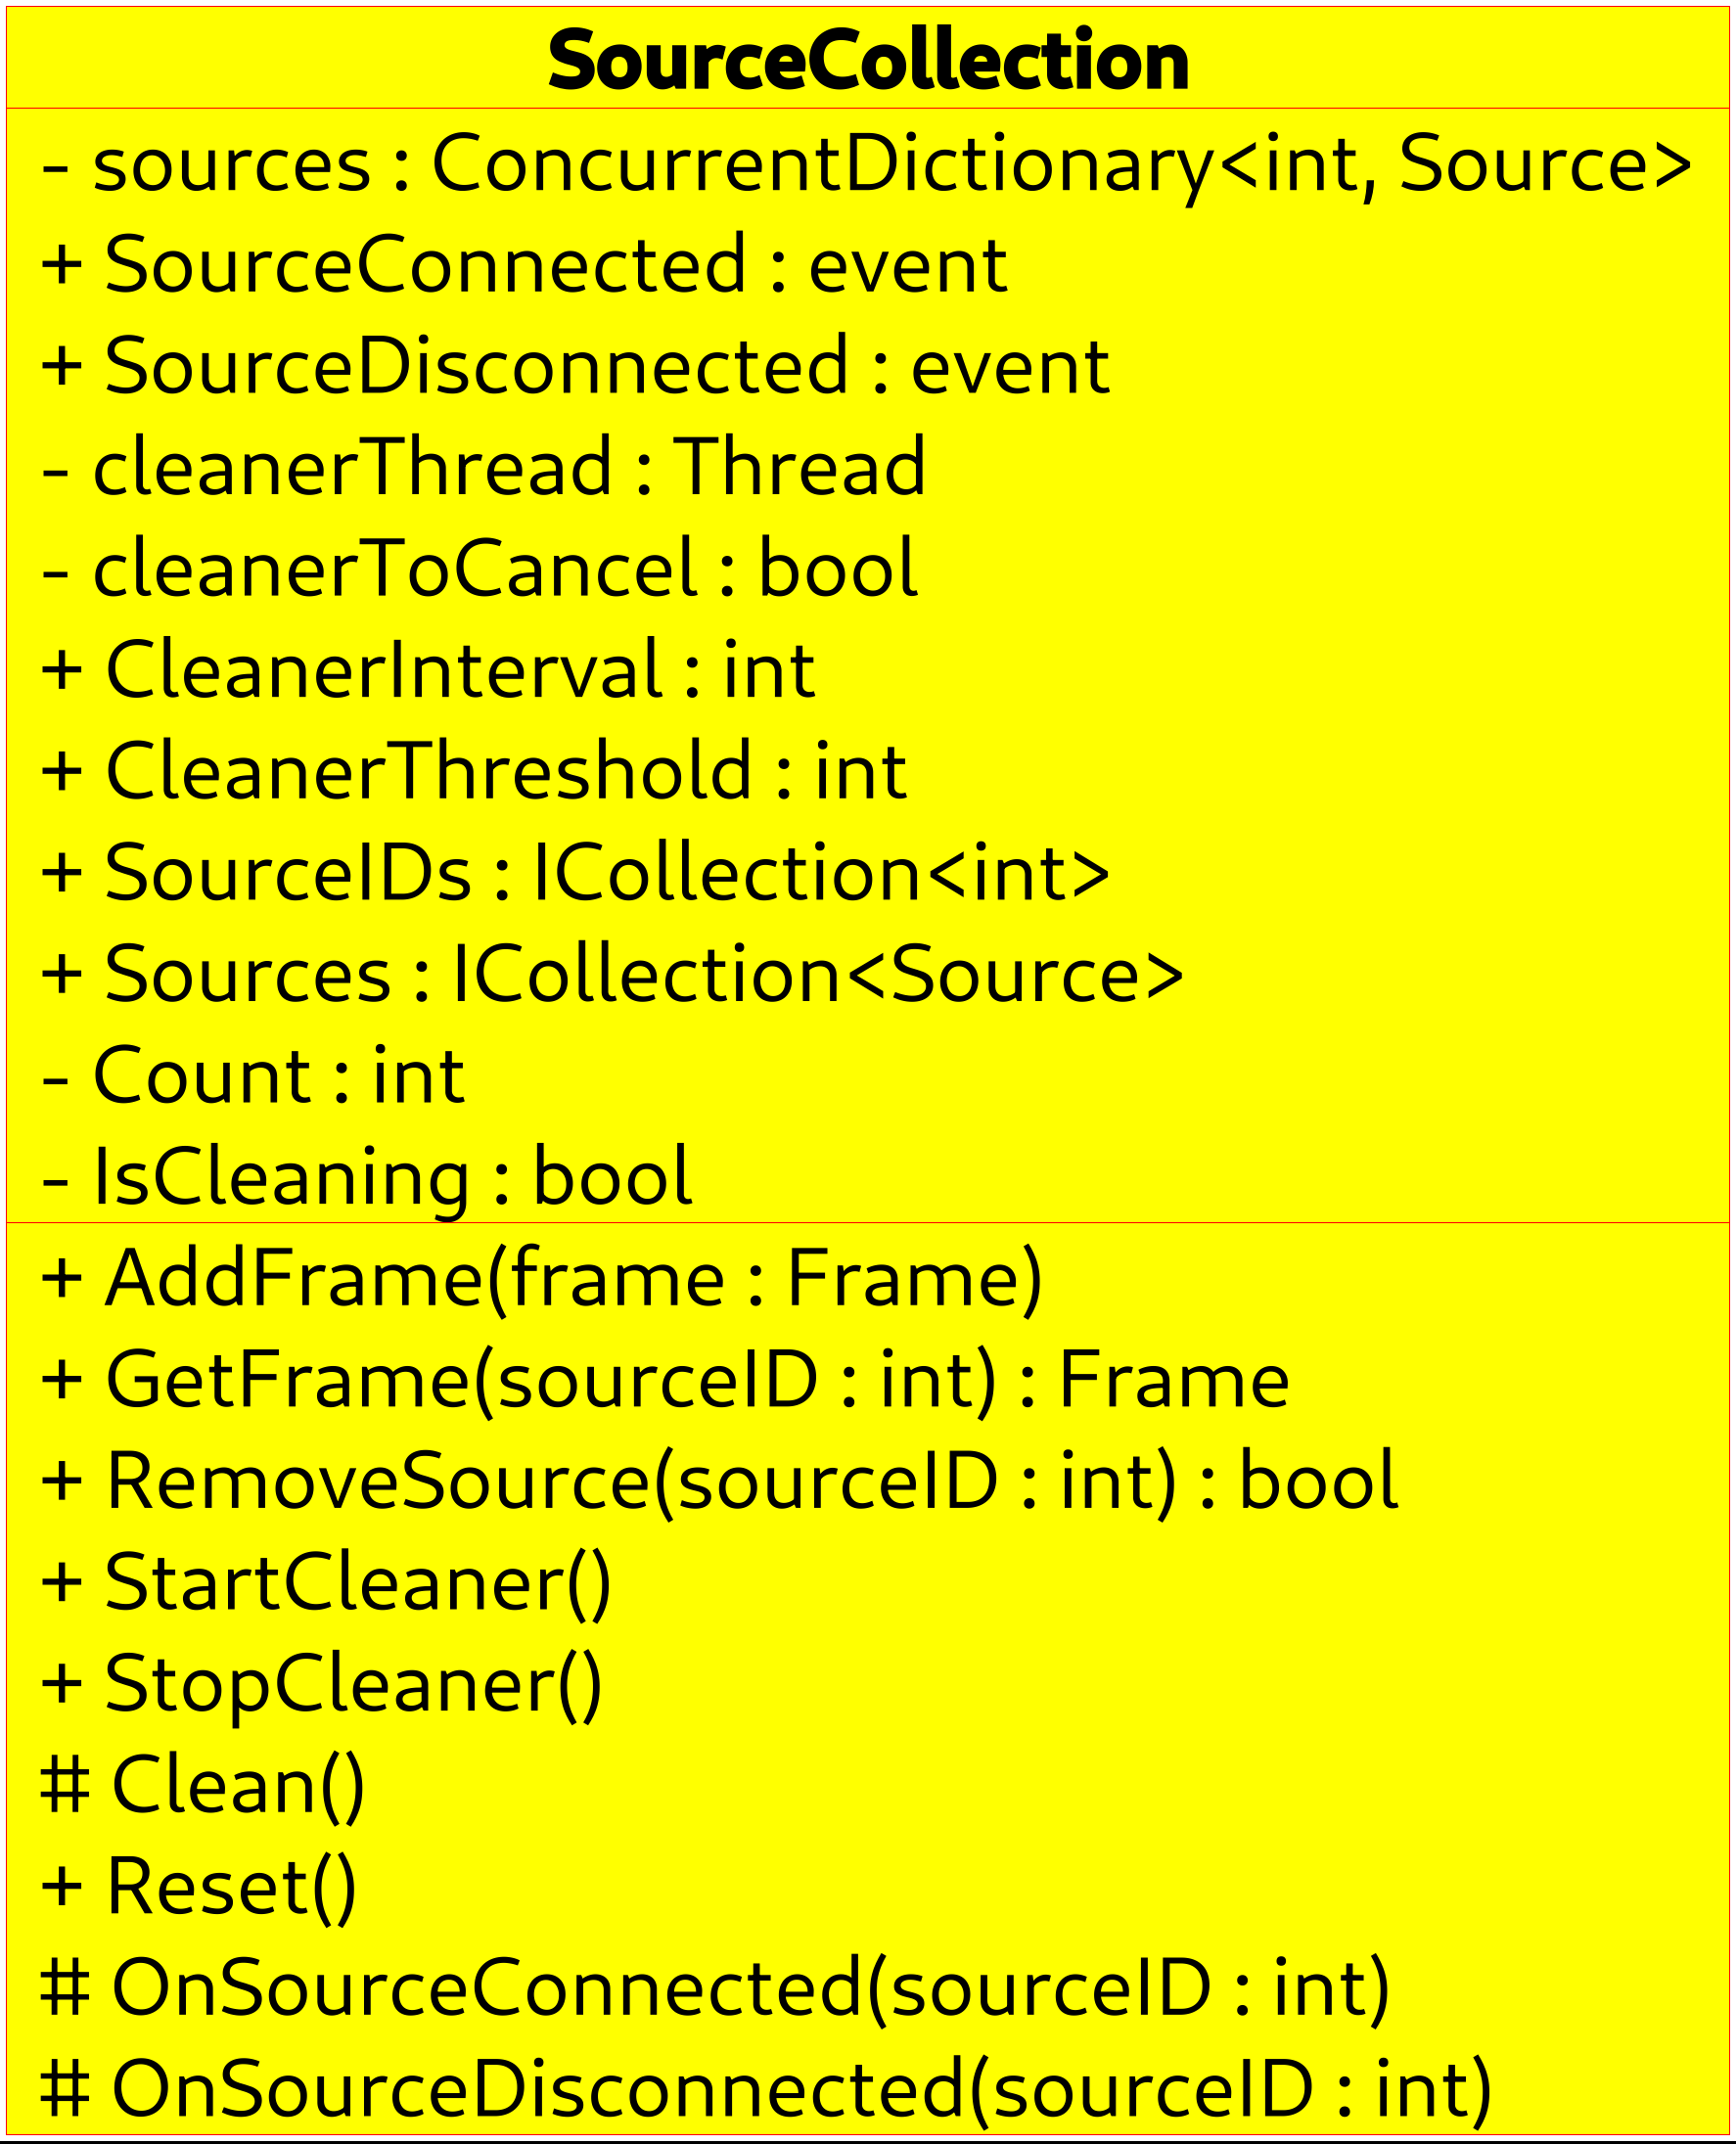 SourceCollection
- sources : ConcurrentDictionary<int, Source>
+ SourceConnected : event
+ SourceDisconnected : event
- cleanerThread : Thread
- cleanerToCancel : bool
+ CleanerInterval : int
+ CleanerThreshold : int
+ SourceIDs : ICollection<int>
+ Sources : ICollection<Source>
- Count : int
- IsCleaning : bool
+ AddFrame(frame : Frame)
+ GetFrame(sourceID : int) : Frame
+ RemoveSource(sourceID : int) : bool
+ StartCleaner()
+ StopCleaner()
# Clean()
+ Reset()
# OnSourceConnected(sourceID : int)
# OnSourceDisconnected(sourceID : int)